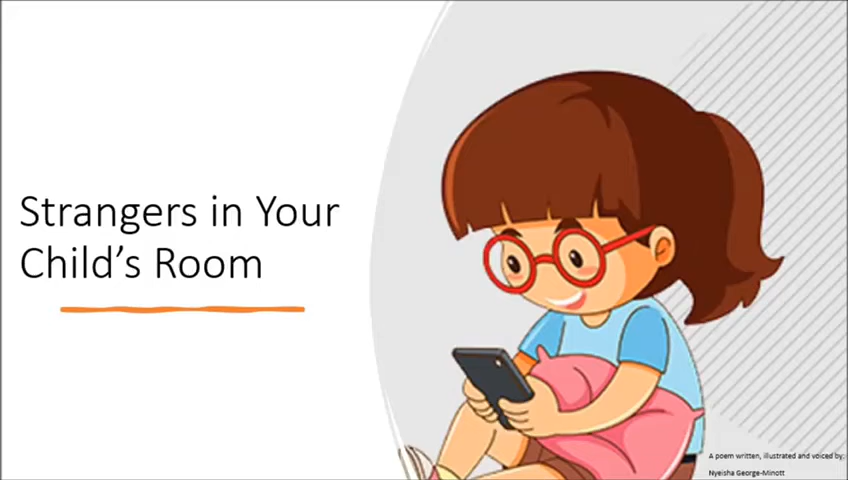 Strangers in Your
Child's Room
A poem written, illustrated and voiced by:
Nyeisha George-Minott